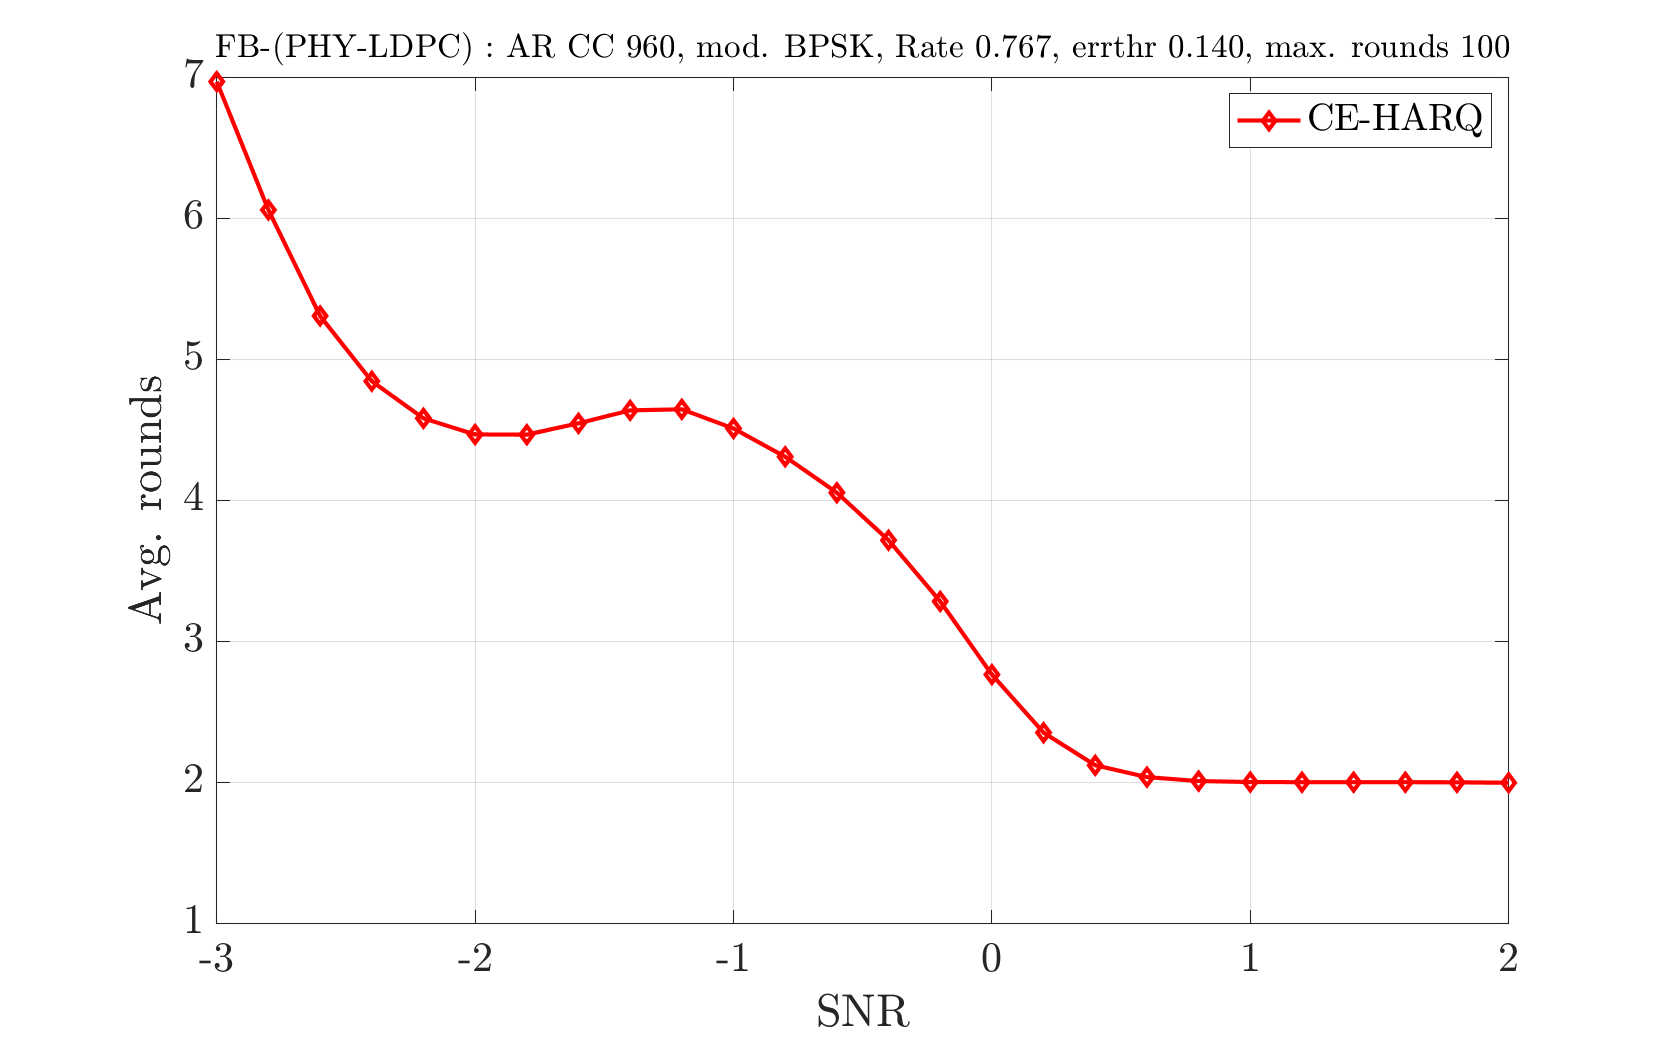 FB-(PHY-LDPC) : AR CC 960, mod. BPSK, Rate 0.767, errthr 0.140, max. rounds 100
CE-HARQ
7
6
5
4
3
2
1
Avg. rounds
-3 -2 -1 0 1 2
SNR